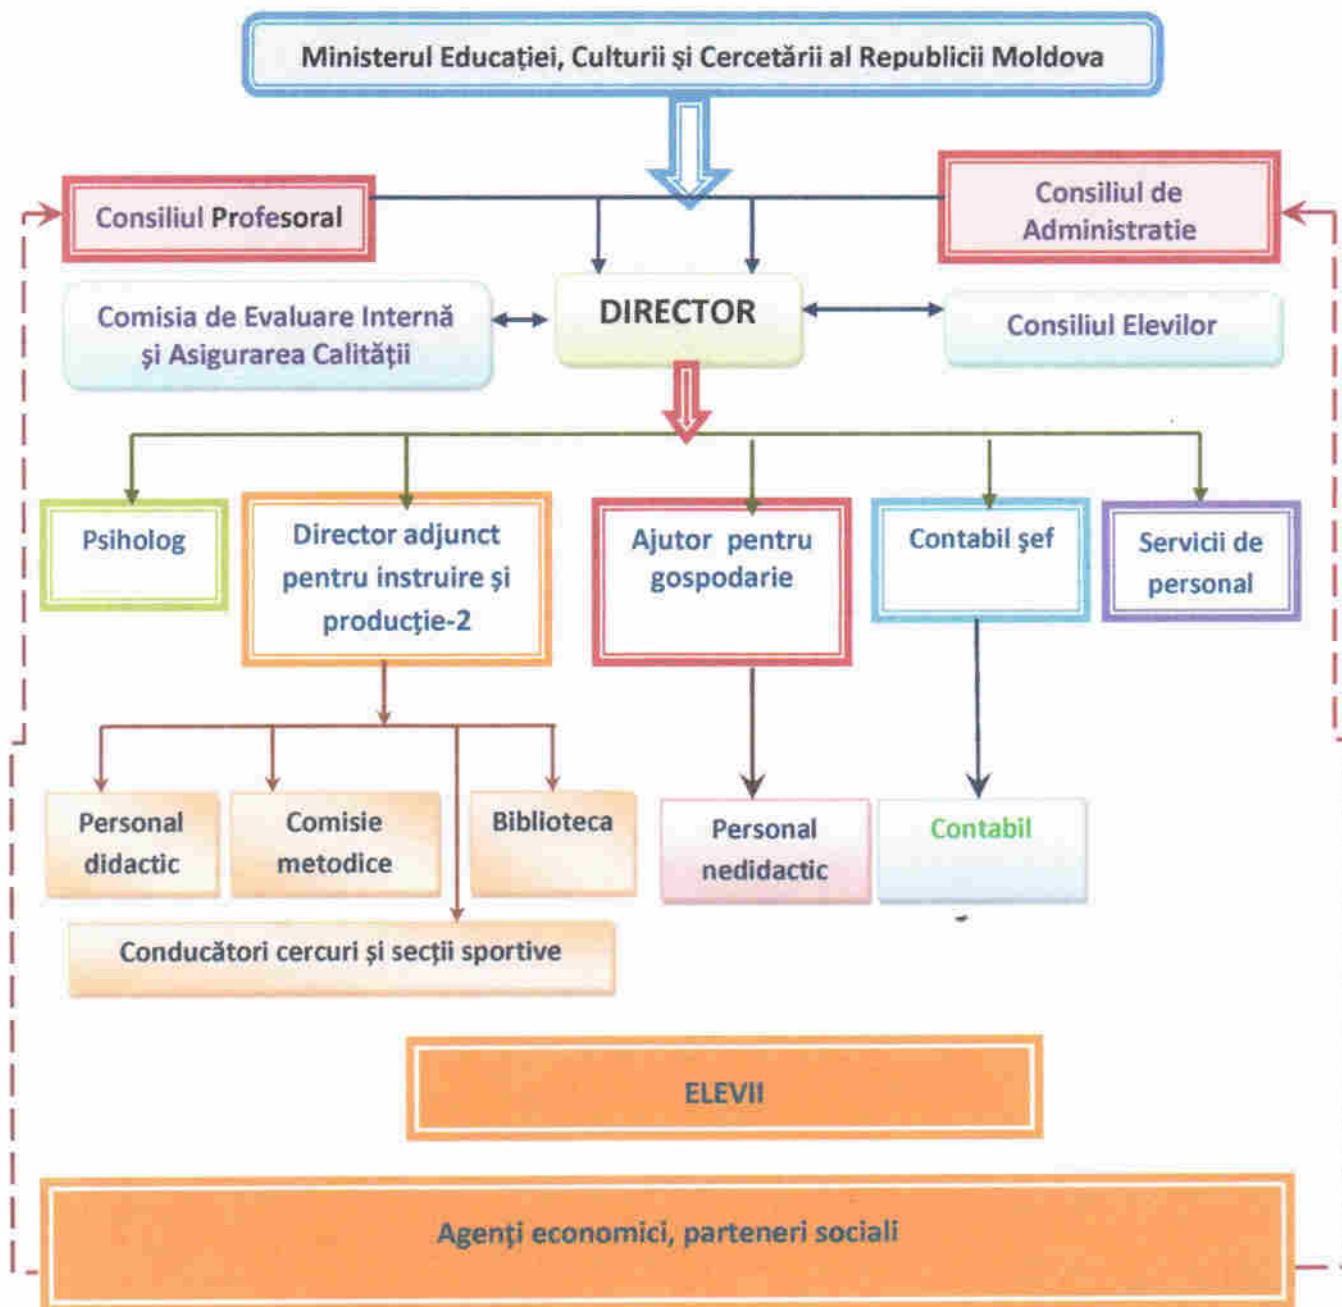 Ministerul Educației, Culturii și Cercetării al Republicii Moldova
Consiliul Profesoral
Consiliul de
Administratie
Comisia de Evaluare Internă
și Asigurarea Calității
DIRECTOR
Consiliul Elevilor
Psiholog
Director adjunct
pentru instruire și
producție-2
Ajutor pentru
gospodarie
Contabil șef
Servicii de
personal
Personal
didactic
Comisie
metodice
Biblioteca
Personal
nedidactic
Contabil
Conducători cercuri și secții sportive
ELEVII
Agenți economici, parteneri sociali